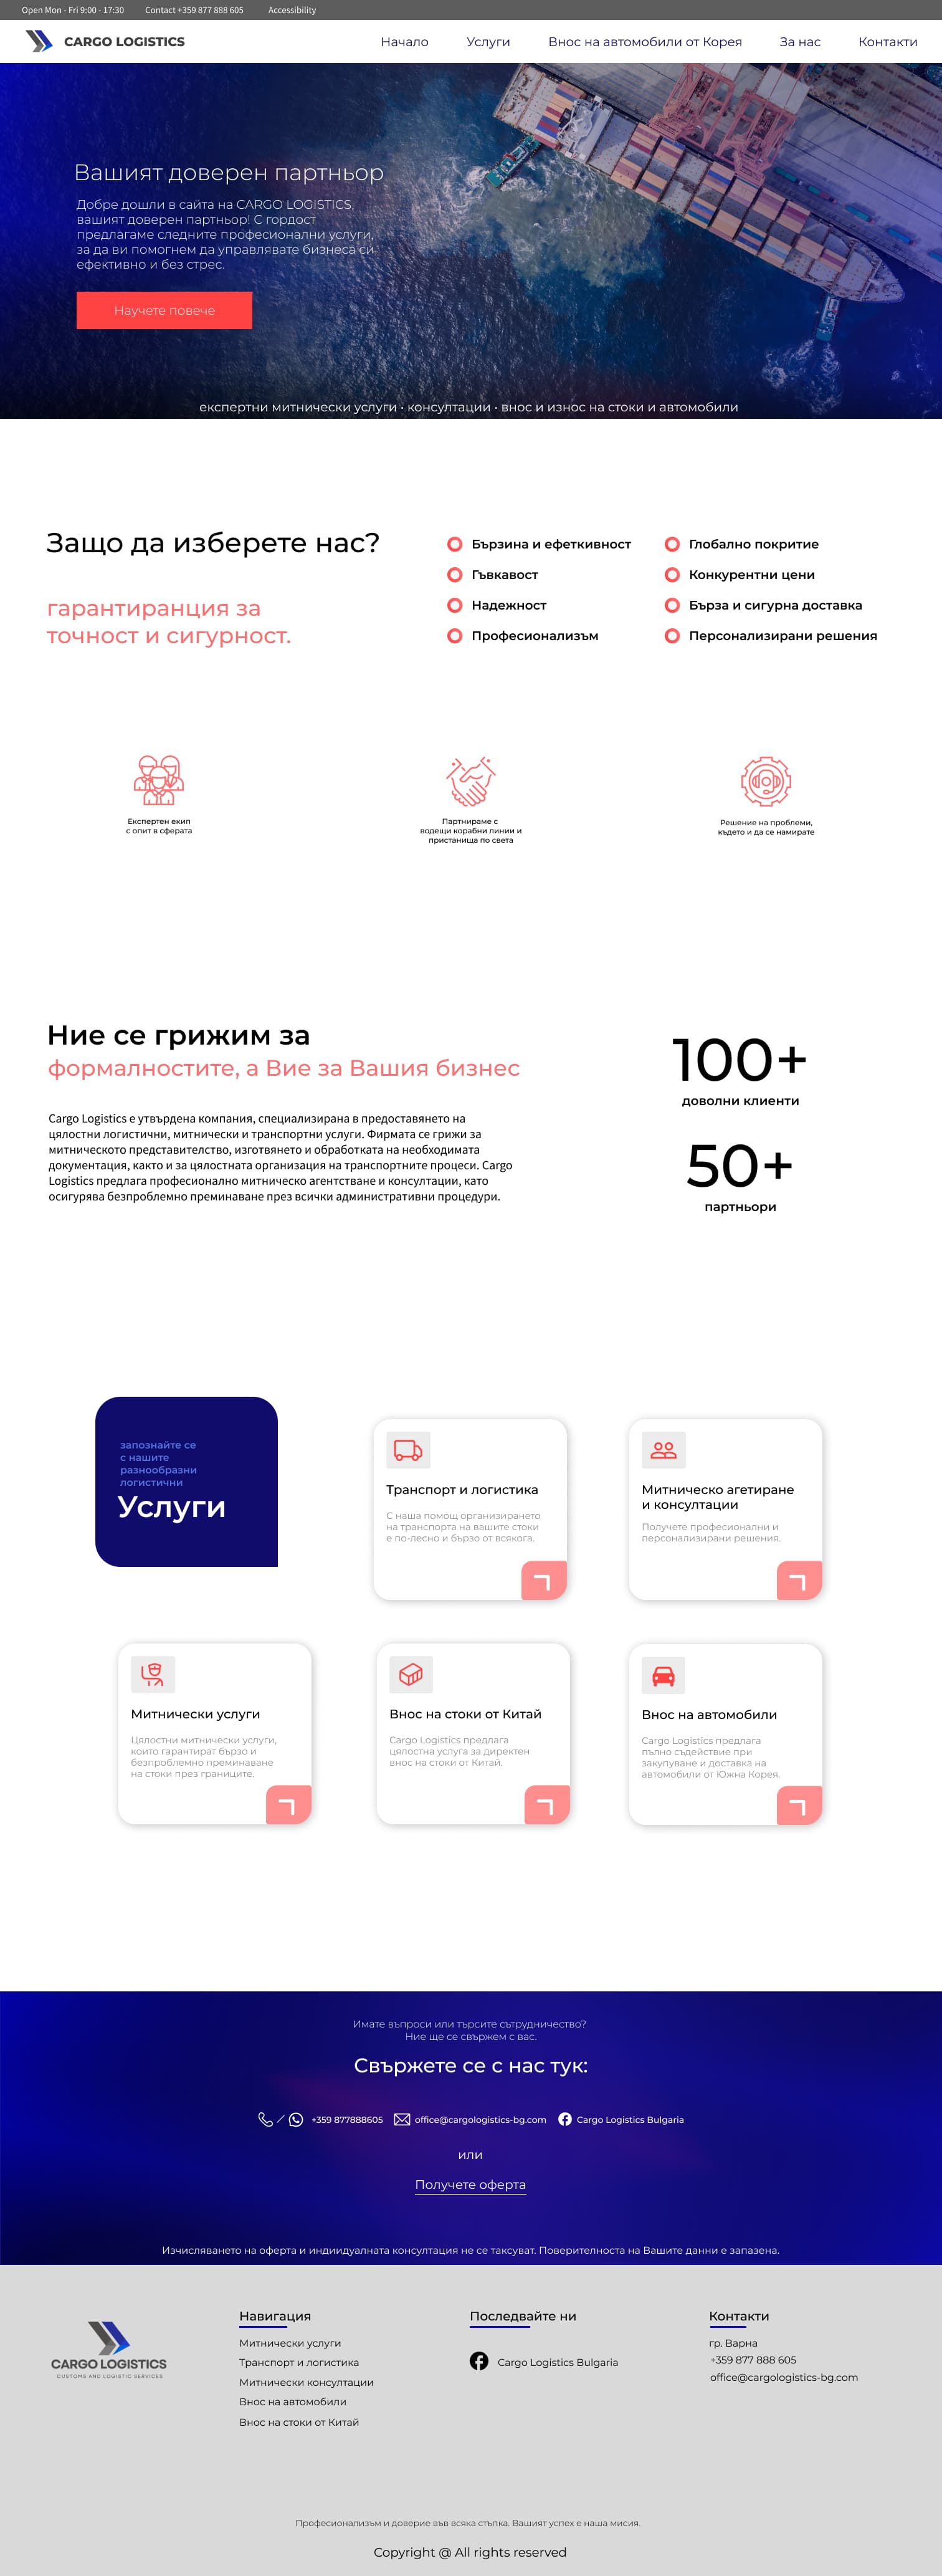 Open Mon - Fri 9:00 - 17:30 Contact +359 877 888 605 Accessibility
CARGO LOGISTICS Начало Услуги Внос на автомобили от Корея За нас Контакти
Вашият доверен партньор
Добре дошли в сайта на CARGO LOGISTICS,
вашият доверен партньор! С гордост
предлагаме следните професионални услуги,
за да ви помогнем да управлявате бизнеса си
ефективно и без стрес.
Научете повече
експертни митнически услуги • консултации • внос и износ на стоки и автомобили
Защо да изберете нас?
гарантиранция за
точност и сигурност.
Бързина и ефеткивност
Гъвкавост
Надежност
Професионализъм
Глобално покритие
Конкурентни цени
Бърза и сигурна доставка
Персонализирани решения
Експертен екип
с опит в сферата
Партнираме с
водещи корабни линии и
пристанища по света
Решение на проблеми,
където и да се намирате
Ние се грижим за
формалностите, а Вие за Вашия бизнес
Cargo Logistics е утвърдена компания, специализирана в предоставянето на
цялостни логистични, митнически и транспортни услуги. Фирмата се грижи за
митническото представителство, изготвянето и обработката на необходимата
документация, както и за цялостната организация на транспортните процеси. Cargo
Logistics предлага професионално митническо агентстване и консултации, като
осигурява безпроблемно преминаване през всички административни процедури.
100+
доволни клиенти
50+
партньори
запознайте се
с нашите
разнообразни
логистични
Услуги
Транспорт и логистика
С наша помощ организирането
на транспорта на вашите стоки
е по-лесно и бързо от всякога.
Митническо агетиране
и консултации
Получете професионални и
персонализирани решения.
Митнически услуги
Цялостни митнически услуги,
които гарантират бързо и
безпроблемно преминаване
на стоки през границите.
Внос на стоки от Китай
Cargo Logistics предлага
цялостна услуга за директен
внос на стоки от Китай.
Внос на автомобили
Cargo Logistics предлага
пълно съдействие при
закупуване и доставка на
автомобили от Южна Корея.
Имате въпроси или търсите сътрудничество?
Ние ще се свържем с вас.
Свържете се с нас тук:
+359 877888605 office@cargologistics-bg.com Cargo Logistics Bulgaria
или
Получете оферта
Изчисляването на оферта и индиидуалната консултация не се таксуват. Поверителноста на Вашите данни е запазена.
CARGO LOGISTICS
CUSTOMS AND LOGISTIC SERVICES
Навигация
Митнически услуги
Транспорт и логистика
Митнически консултации
Внос на автомобили
Внос на стоки от Китай
Последвайте ни
Cargo Logistics Bulgaria
Контакти
гр. Варна
+359 877 888 605
office@cargologistics-bg.com
Професионализъм и доверие във всяка стъпка. Вашият успех е наша мисия.
Copyright @ All rights reserved